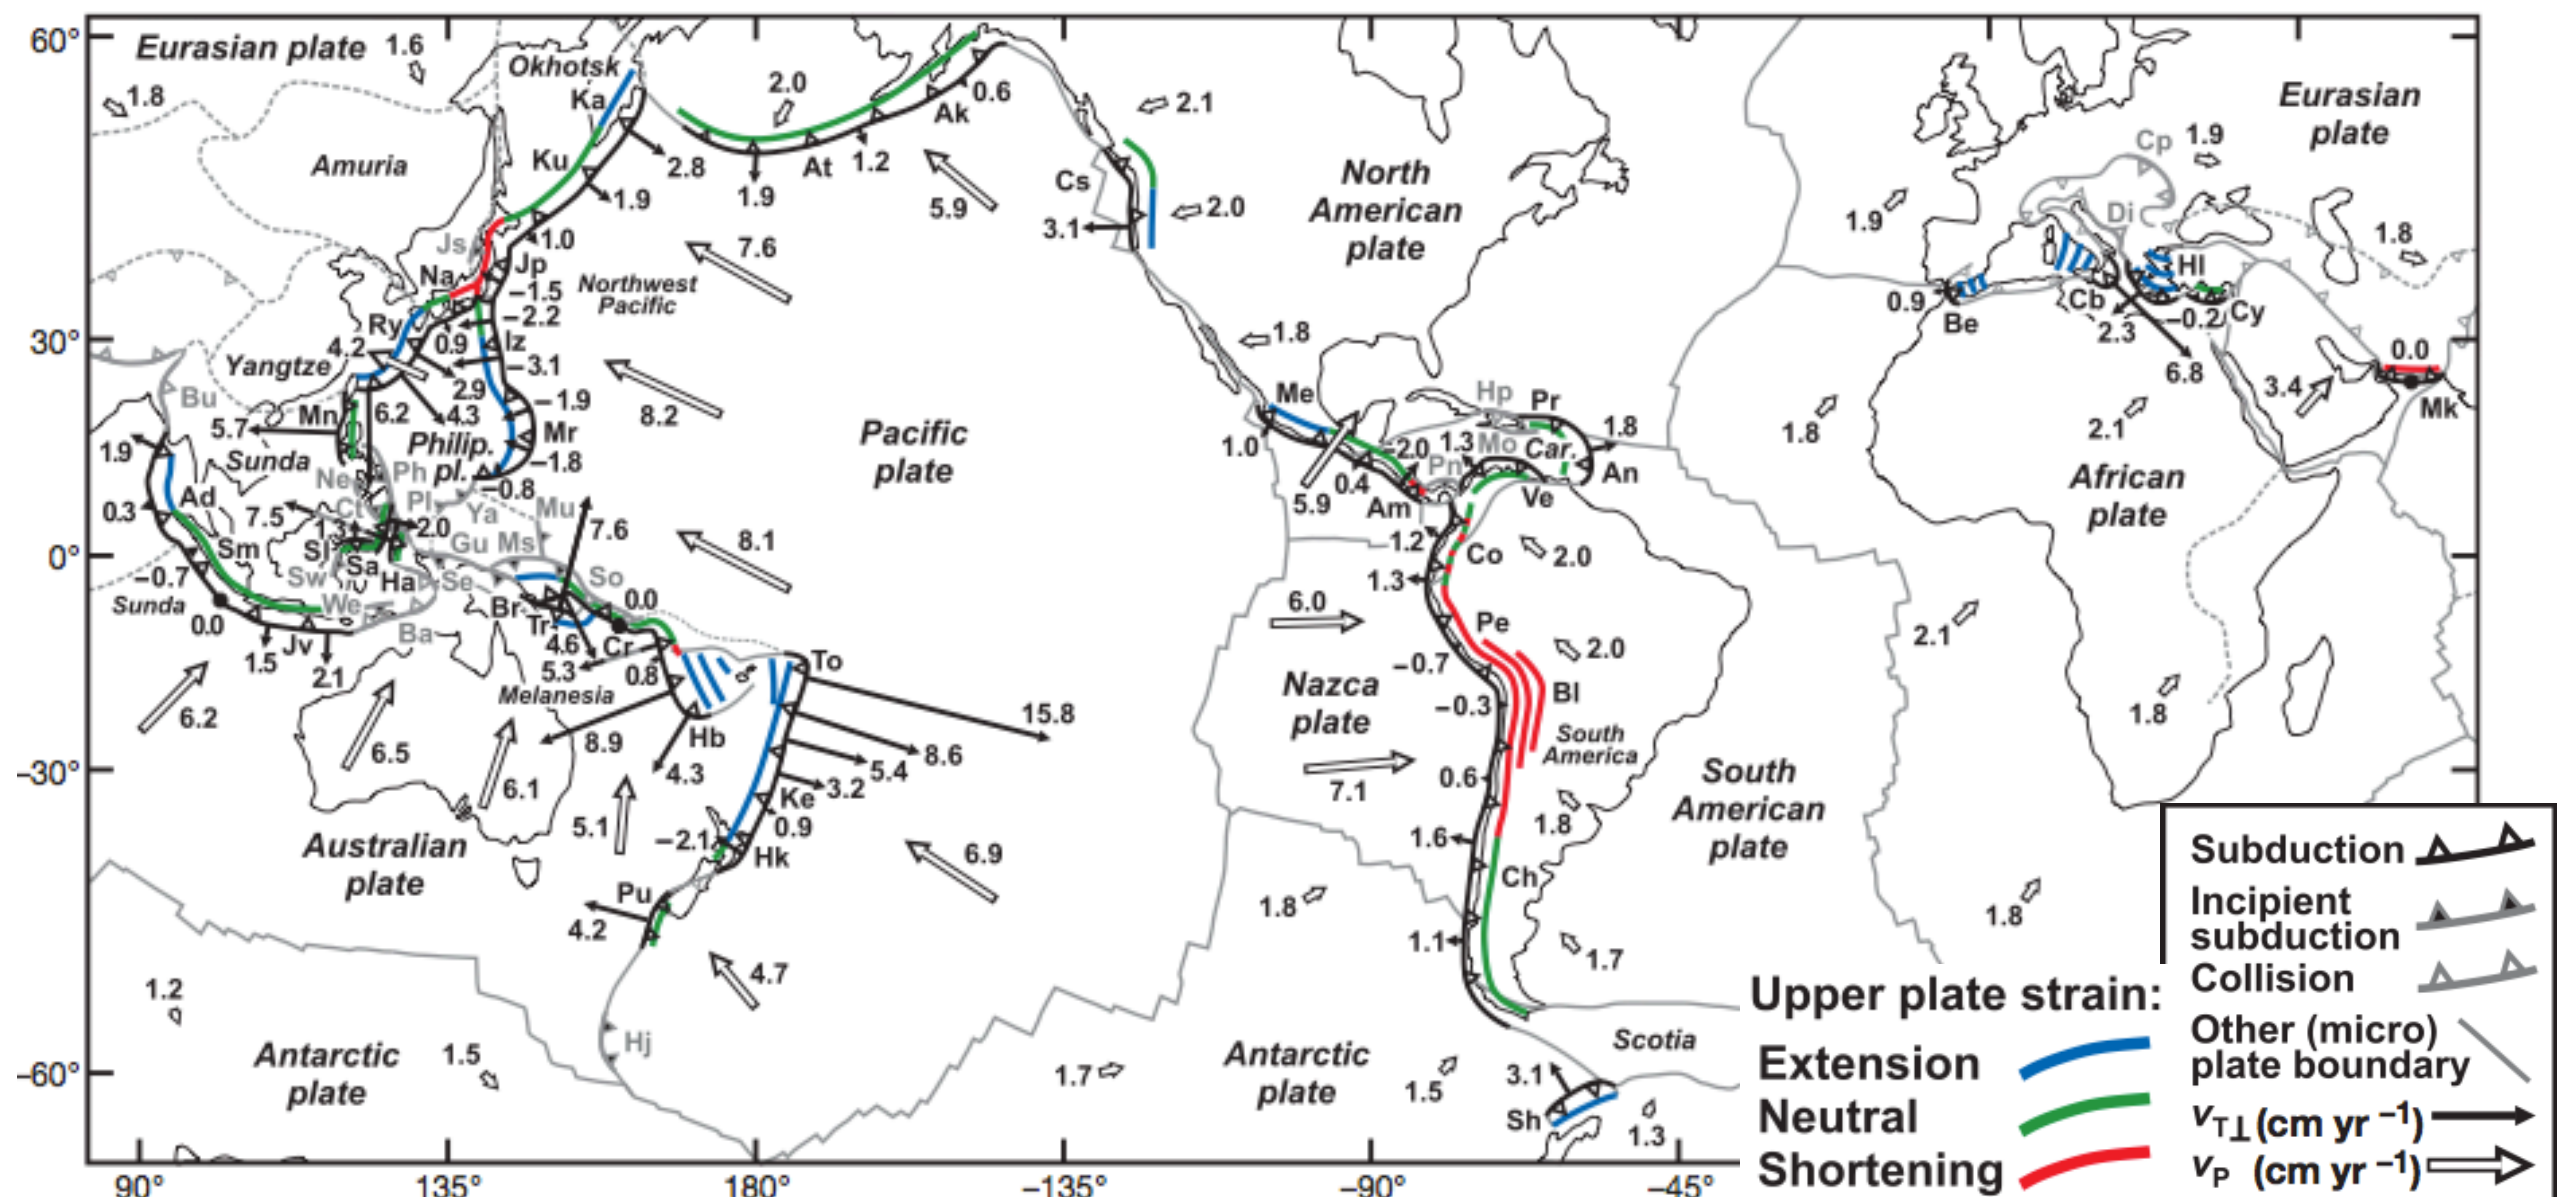 60°
30°
0°
–30°
–60°
90°
135°
180°
–135°
–90°
–45°
Eurasian plate
1.6
1.8
Okhotsk
Ka
Amuria
Ku
2.8
1.9
2.0
1.9
At
1.2
Ak
0.6
5.9
7.6
Northwest
Pacific
1.0
Js
Jp
–1.5
Na
–2.2
Ry
0.9
Iz
–3.1
4.2
Yangtze
2.9
–1.9
Bu
Mn
6.2
4.3
5.7
Philip.
pl.
Mr
–1.8
–0.8
Sunda
1.9
Ne
Ph
Ad
0.3
7.5
Ct
Pl
Ya
Mu
1.3
2.0
7.6
Sm
Sl
Gu
Ms
Sa
Sw
Ha
Se
So
–0.7
Sunda
0.0
We
Ba
Br
Tr
0.0
Jv
1.5
2.1
4.6
Cr
5.3
0.8
Melanesia
To
8.2
8.1
Pacific
plate
6.2
6.5
6.1
8.9
Hb
4.3
15.8
8.6
5.4
3.2
Ke
0.9
5.1
–2.1
Hk
6.9
Australian
plate
Pu
4.2
4.7
1.2
Hj
Antarctic
plate
1.5
2.1
Cs
3.1
2.0
North
American
plate
1.8
Me
1.0
Hp
Pr
1.8
–2.0
1.3
Mo
Car.
Pn
An
5.9
0.4
Am
Ve
1.2
Co
2.0
1.3
6.0
Pe
2.0
–0.7
Nazca
plate
–0.3
Bl
South
America
7.1
0.6
1.8
South
American
plate
1.6
Ch
1.8
1.1
1.7
Scotia
1.7
Antarctic
plate
1.5
3.1
Sh
1.3
Eurasian
plate
Cp
1.9
1.9
Di
1.8
Hl
0.9
Be
Cb
2.3
–0.2
Cy
6.8
0.0
3.4
Mk
1.8
2.1
African
plate
2.1
1.8
1.8
Subduction
Incipient
subduction
Collision
Other (micro)
plate boundary
vT⊥ (cm yr –1)
vP (cm yr –1)
Upper plate strain:
Extension
Neutral
Shortening